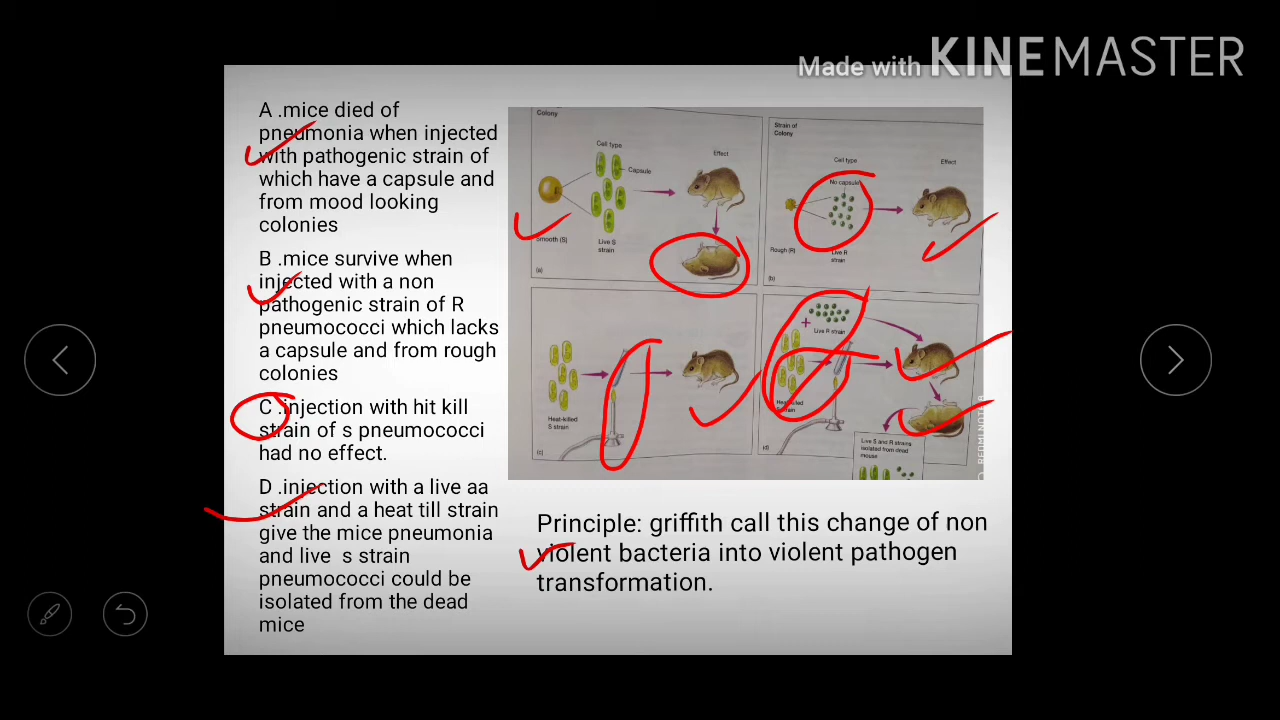 Made with KINEMASTER
A .mice died of
pneumonia when injected
with pathogenic strain of
which have a capsule and
from mood looking
colonies
B .mice survive when
injected with a non
pathogenic strain of R
pneumococci which lacks
a capsule and from rough
colonies
C .injection with hit kill
strain of s pneumococci
had no effect.
D .injection with a live aa
strain and a heat till strain
give the mice pneumonia
and live s strain
pneumococci could be
isolated from the dead
mice
Colony
Cell type
Effect
Capsule
Smooth (S)
Live S
strain
(a)
Strain of
Colony
Cell type
Effect
No capsule
Rough (R)
Live R
strain
(b)
Heat-killed
S strain
(c)
+
Live R strain
Heat-killed
S strain
(d)
Live S and R strains
isolated from dead
mouse
Principle: griffith call this change of non
violent bacteria into violent pathogen
transformation.